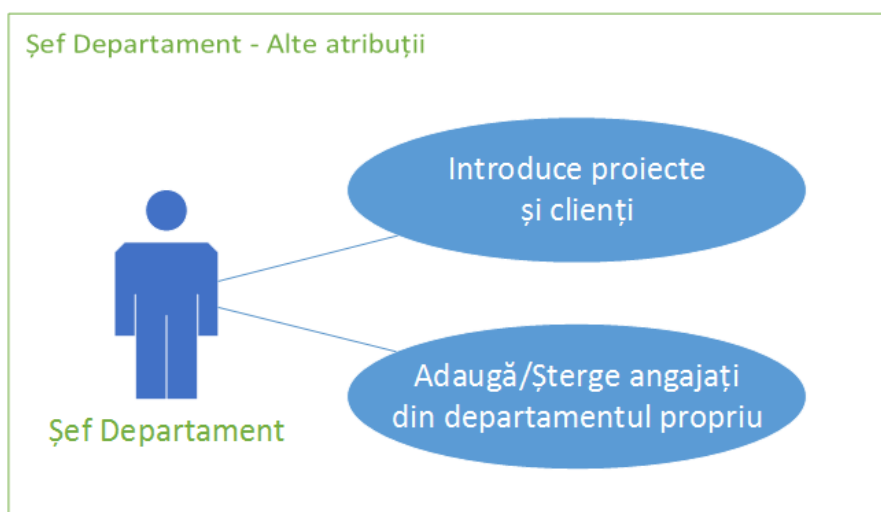 Șef Departament - Alte atribuții
Introduce proiecte
și clienți
Adaugă/Șterge angajați
din departamentul propriu
Șef Departament